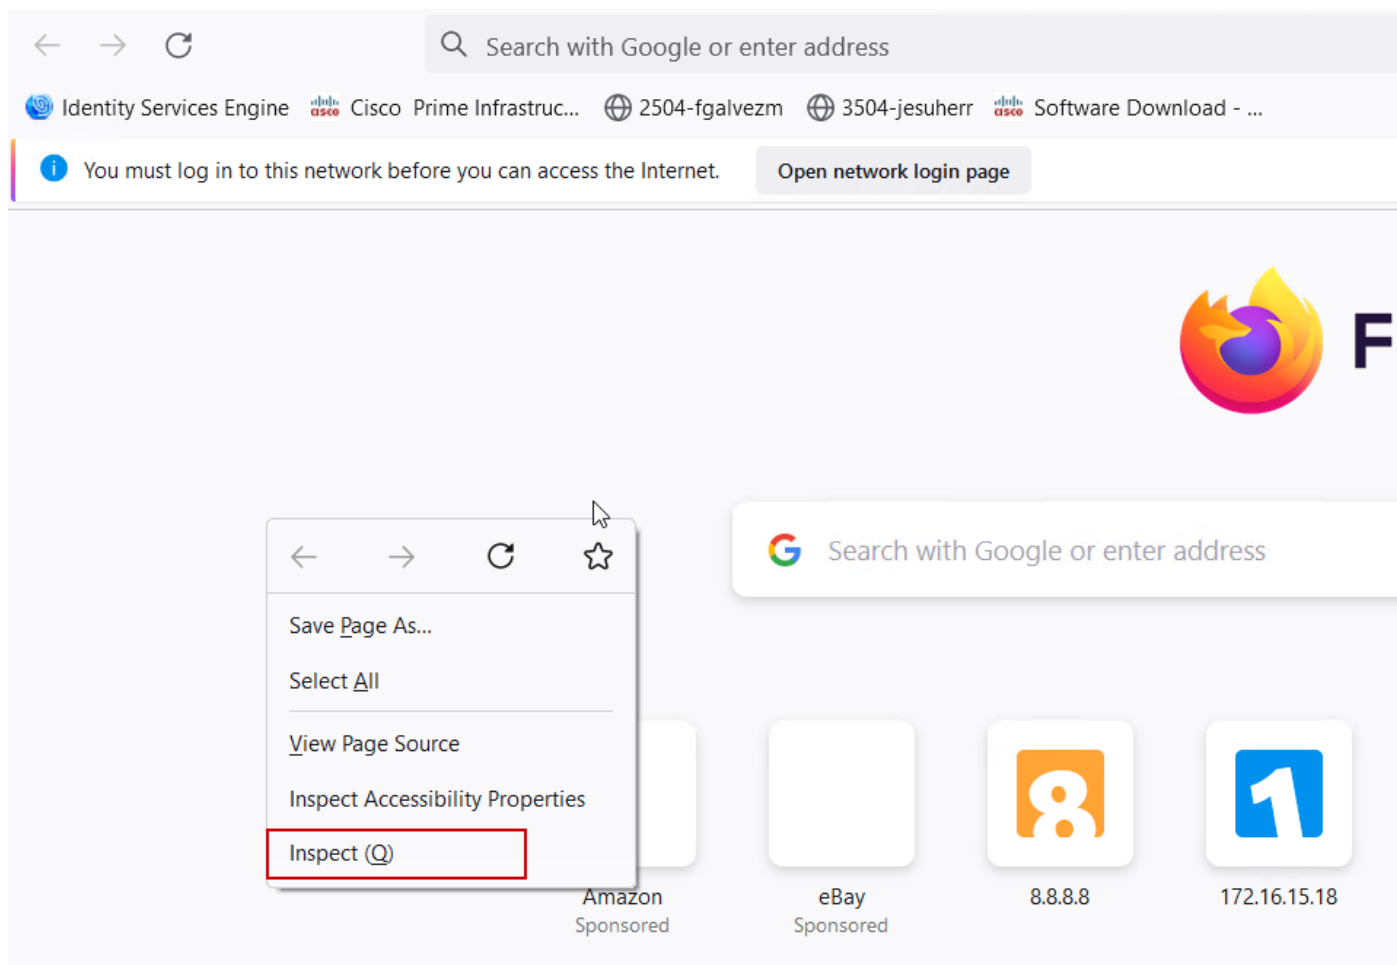 Search with Google or enter address
Identity Services Engine Cisco Prime Infrastruc... 2504-fgalvezm 3504-jesuherr Software Download - ...
You must log in to this network before you can access the Internet. Open network login page
F
Search with Google or enter address
Save Page As...
Select All
View Page Source
Inspect Accessibility Properties
Inspect (Q)
8 1
Amazon eBay 8.8.8.8 172.16.15.18
Sponsored Sponsored